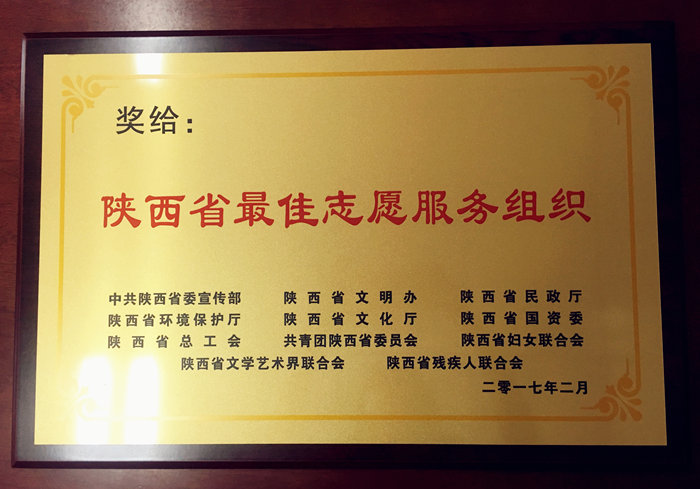 奖给：
陕西省最佳志愿服务组织
中共陕西省委宣传部 陕西省文明办 陕西省民政厅
陕西省环境保护厅 陕西省文化厅 陕西省国资委
陕西省总工会 共青团陕西省委员会 陕西省妇女联合会
陕西省文学艺术界联合会 陕西省残疾人联合会
二零一七年二月